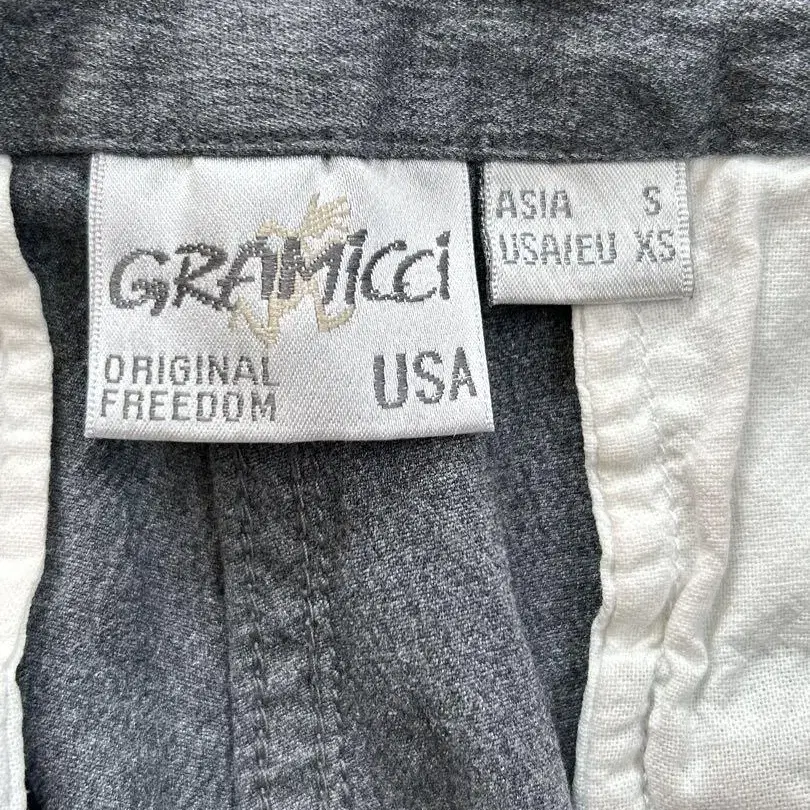 GRAMiCCi
ORIGINAL
FREEDOM
USA
ASIA S
USA/EU XS